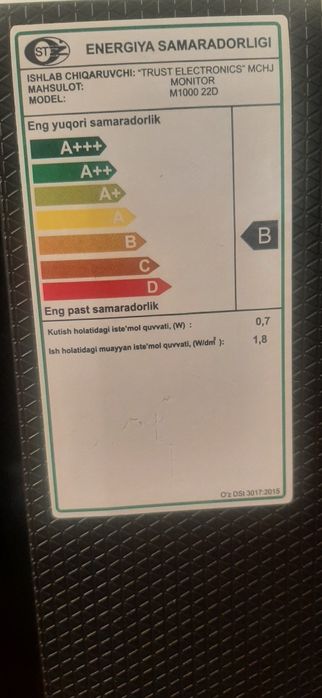 ST
ENERGIYA SAMARADORLIGI
ISHLAB CHIQARUVCHI: "TRUST ELECTRONICS" MCHJ
MAHSULOT: MONITOR
MODEL: M1000 22D
Eng yuqori samaradorlik
A+++
A++
A+
A
B
B
C
D
Eng past samaradorlik
Kutish holatidagi iste'mol quvvati, (W) : 0,7
Ish holatidagi muayyan iste'mol quvvati, (W/dm²): 1,8
O'z DSt 3017:2015